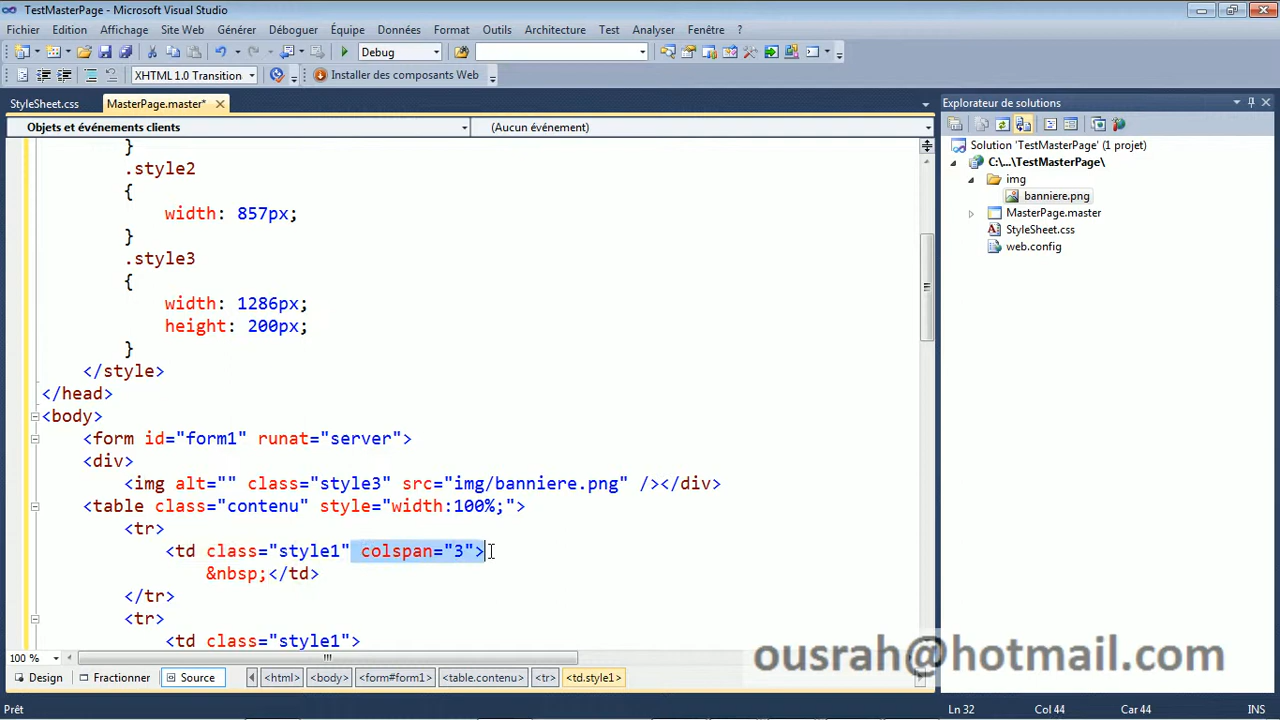 TestMasterPage - Microsoft Visual Studio
Fichier Edition Affichage Site Web Générer Déboguer Équipe Données Format Outils Architecture Test Analyser Fenêtre ?
Debug
XHTML 1.0 Transition Installer des composants Web
StyleSheet.css MasterPage.master*
Objets et événements clients (Aucun événement)
}
.style2
{
width: 857px;
}
.style3
{
width: 1286px;
height: 200px;
}
</style>
</head>
<body>
<form id="form1" runat="server">
<div>
<img alt="" class="style3" src="img/banniere.png" /></div>
<table class="contenu" style="width:100%;">
<tr>
<td class="style1" colspan="3">
&nbsp;</td>
</tr>
<tr>
<td class="style1">
100 %
Design Fractionner Source <html> <body> <form#form1> <table.contenu> <tr> <td.style1>
Explorateur de solutions
Solution 'TestMasterPage' (1 projet)
C:\...\TestMasterPage\
img
banniere.png
MasterPage.master
StyleSheet.css
web.config
ousrah@hotmail.com
Prêt Ln 32 Col 44 Car 44 INS